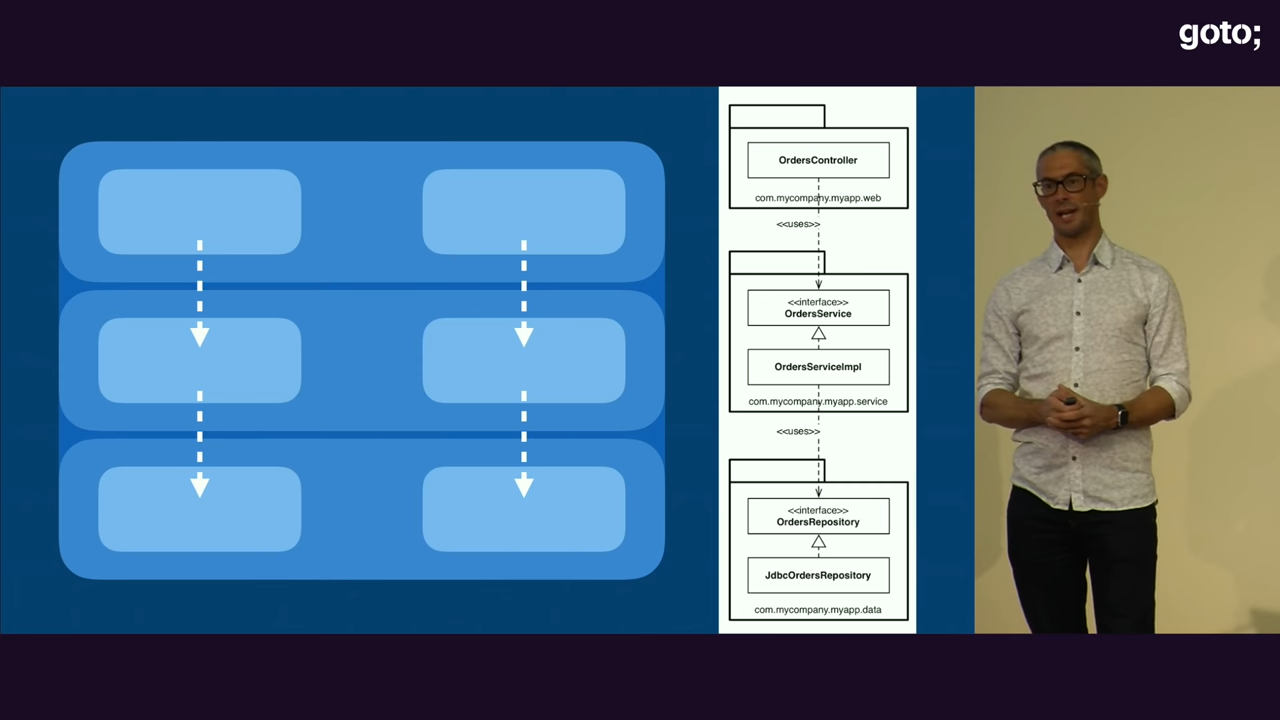 goto;
OrdersController
com.mycompany.myapp.web
<<uses>>
<<interface>>
OrdersService
OrdersServiceImpl
com.mycompany.myapp.service
<<uses>>
<<interface>>
OrdersRepository
JdbcOrdersRepository
com.mycompany.myapp.data